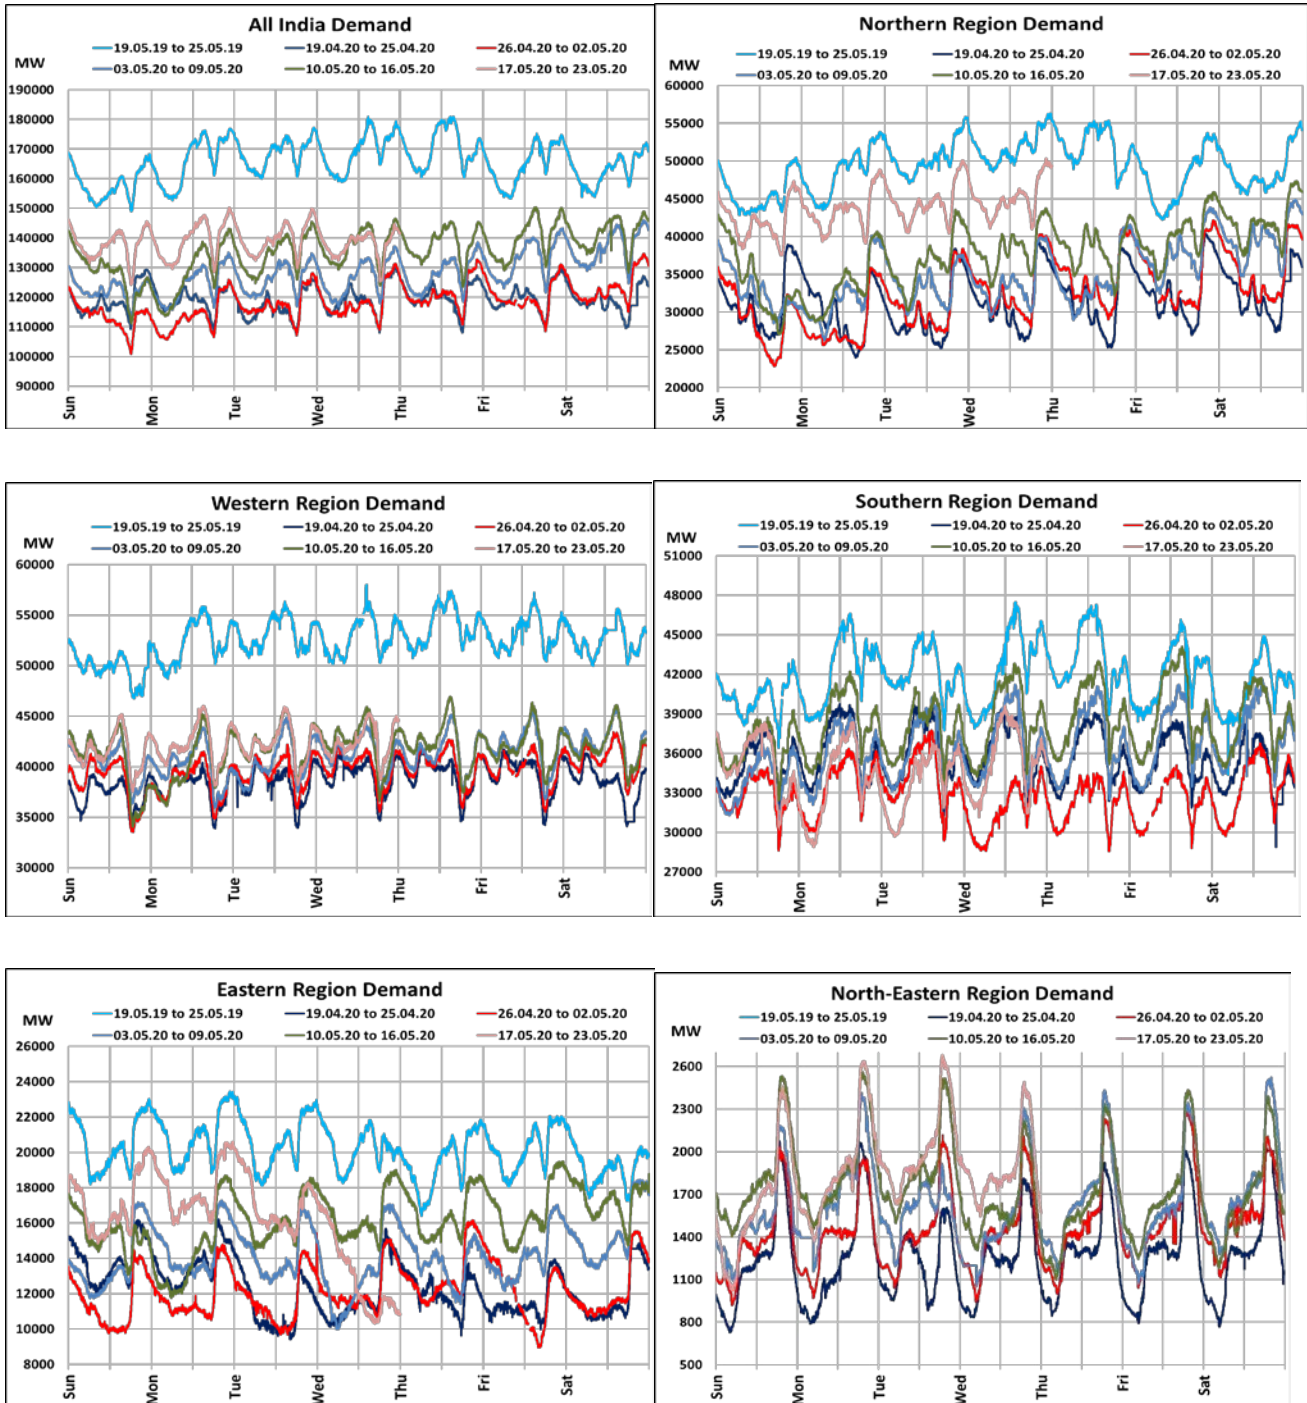 All India Demand
19.05.19 to 25.05.19 19.04.20 to 25.04.20 26.04.20 to 02.05.20
03.05.20 to 09.05.20 10.05.20 to 16.05.20 17.05.20 to 23.05.20
MW
190000
180000
170000
160000
150000
140000
130000
120000
110000
100000
90000
Sun Mon Tue Wed Thu Fri Sat
Northern Region Demand
19.05.19 to 25.05.19 19.04.20 to 25.04.20 26.04.20 to 02.05.20
03.05.20 to 09.05.20 10.05.20 to 16.05.20 17.05.20 to 23.05.20
MW
60000
55000
50000
45000
40000
35000
30000
25000
20000
Sun Mon Tue Wed Thu Fri Sat
Western Region Demand
19.05.19 to 25.05.19 19.04.20 to 25.04.20 26.04.20 to 02.05.20
03.05.20 to 09.05.20 10.05.20 to 16.05.20 17.05.20 to 23.05.20
MW
60000
55000
50000
45000
40000
35000
30000
Sun Mon Tue Wed Thu Fri Sat
Southern Region Demand
19.05.19 to 25.05.19 19.04.20 to 25.04.20 26.04.20 to 02.05.20
03.05.20 to 09.05.20 10.05.20 to 16.05.20 17.05.20 to 23.05.20
MW
51000
48000
45000
42000
39000
36000
33000
30000
27000
Sun Mon Tue Wed Thu Fri Sat
Eastern Region Demand
19.05.19 to 25.05.19 19.04.20 to 25.04.20 26.04.20 to 02.05.20
03.05.20 to 09.05.20 10.05.20 to 16.05.20 17.05.20 to 23.05.20
MW
26000
24000
22000
20000
18000
16000
14000
12000
10000
8000
Sun Mon Tue Wed Thu Fri Sat
North-Eastern Region Demand
19.05.19 to 25.05.19 19.04.20 to 25.04.20 26.04.20 to 02.05.20
03.05.20 to 09.05.20 10.05.20 to 16.05.20 17.05.20 to 23.05.20
MW
2600
2300
2000
1700
1400
1100
800
500
Sun Mon Tue Wed Thu Fri Sat